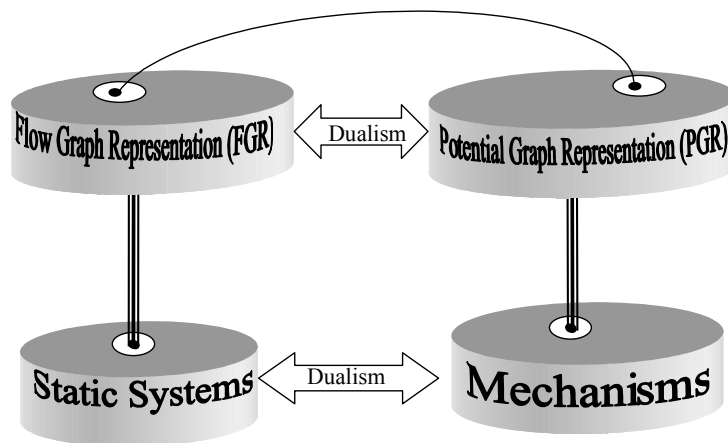 Flow Graph Representation (FGR)
Dualism
Potential Graph Representation (PGR)
Static Systems
Dualism
Mechanisms